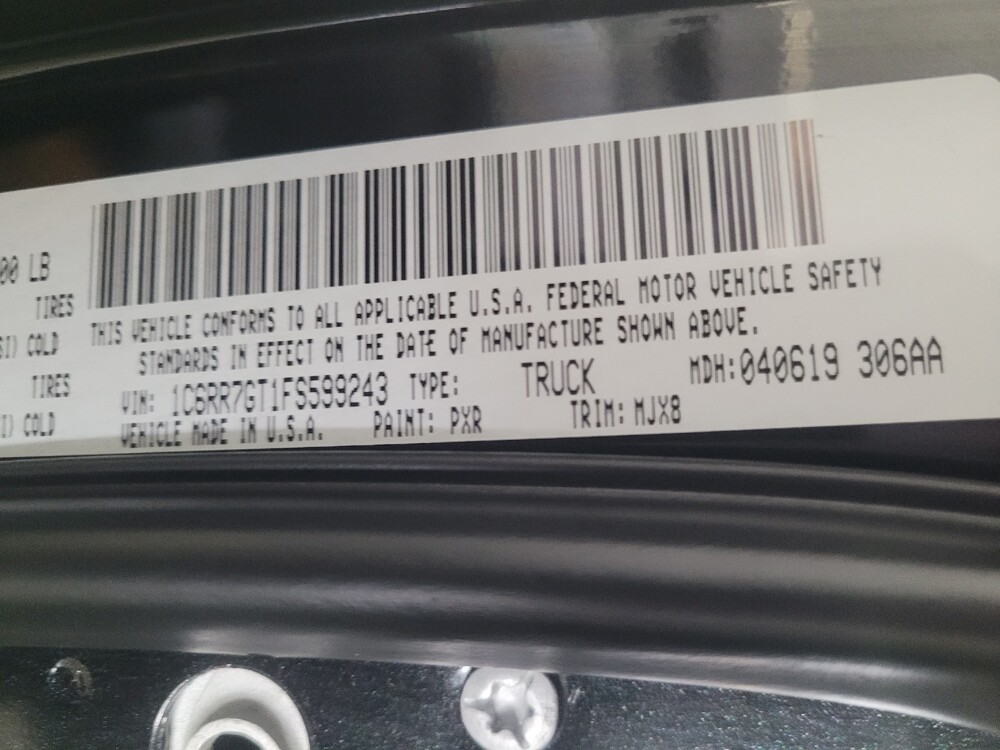 00 LB
TIRES
SI) COLD
TIRES
I) COLD
THIS VEHICLE CONFORMS TO ALL APPLICABLE U.S.A. FEDERAL MOTOR VEHICLE SAFETY
STANDARDS IN EFFECT ON THE DATE OF MANUFACTURE SHOWN ABOVE.
VIN: 1C6RR7GT1FS599243 TYPE: TRUCK MDH:040619 306AA
VEHICLE MADE IN U.S.A. PAINT: PXR TRIM: MJX8